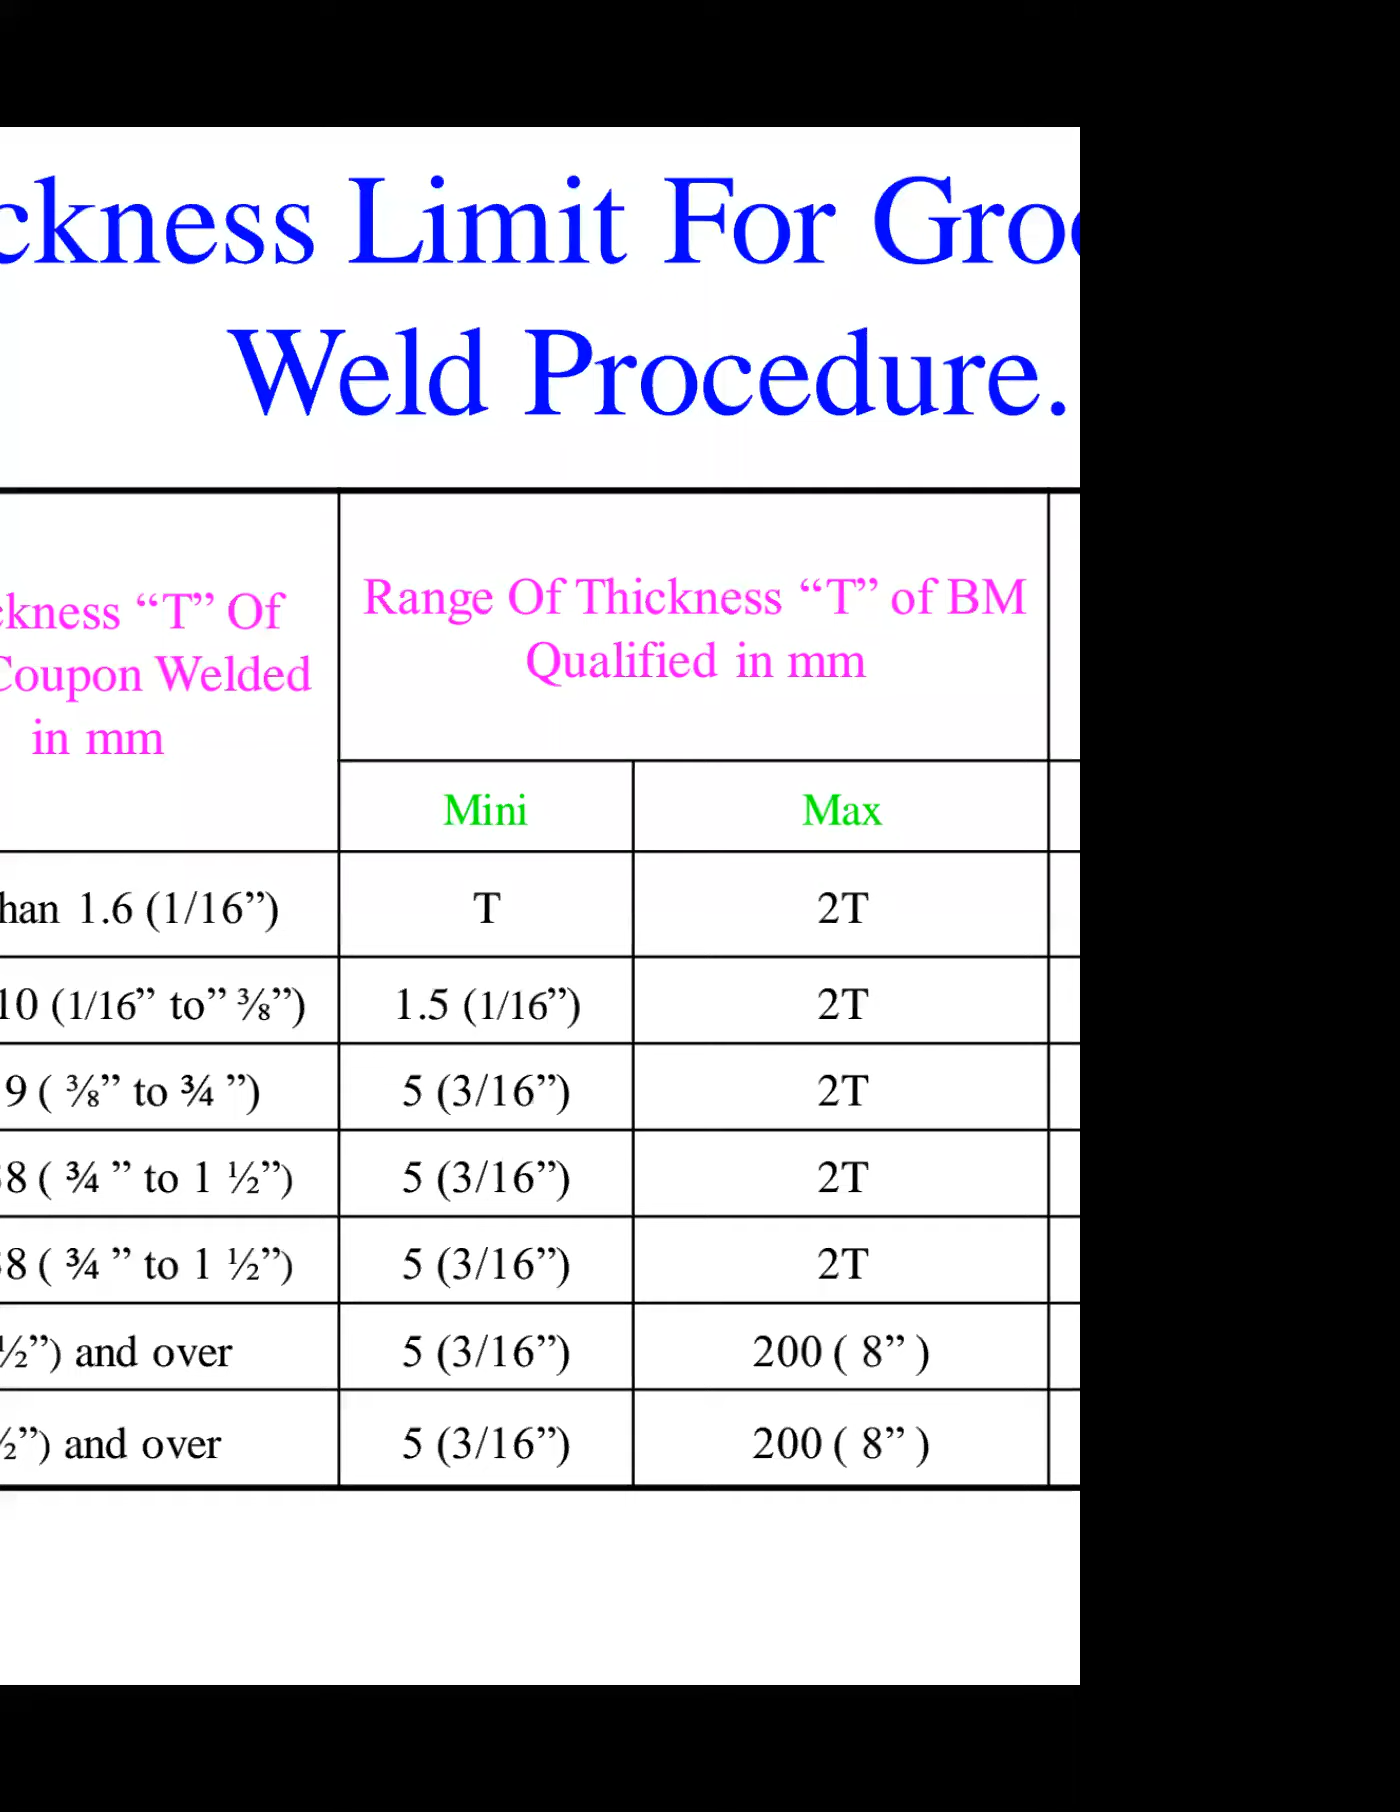 ckness Limit For Groo
Weld Procedure.
ckness “T” Of
Coupon Welded
in mm
Range Of Thickness “T” of BM
Qualified in mm
Mini
Max
han 1.6 (1/16”)
T
2T
10 (1/16” to” ⅜”)
1.5 (1/16”)
2T
9 ( ⅜” to ¾ ”)
5 (3/16”)
2T
8 ( ¾ ” to 1 ½”)
5 (3/16”)
2T
8 ( ¾ ” to 1 ½”)
5 (3/16”)
2T
½”) and over
5 (3/16”)
200 ( 8” )
½”) and over
5 (3/16”)
200 ( 8” )